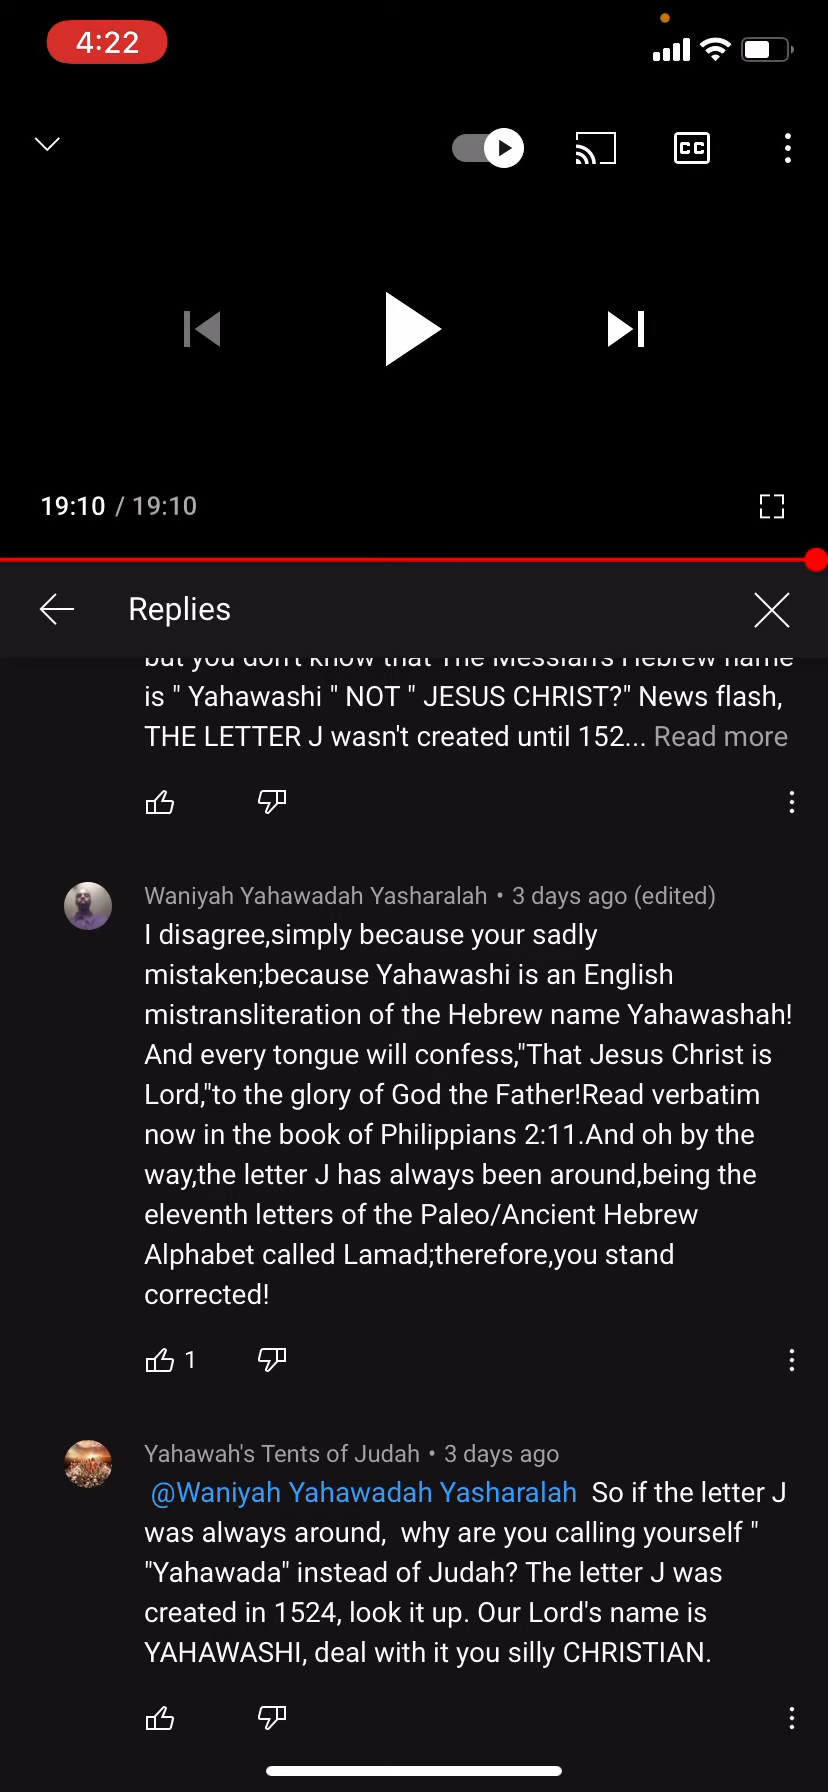 4:22
CC
19:10 / 19:10
Replies
but you don't know that The Messiah's Hebrew name
is " Yahawashi " NOT " JESUS CHRIST?" News flash,
THE LETTER J wasn't created until 152... Read more
Waniyah Yahawadah Yasharalah • 3 days ago (edited)
I disagree,simply because your sadly
mistaken;because Yahawashi is an English
mistransliteration of the Hebrew name Yahawashah!
And every tongue will confess,"That Jesus Christ is
Lord,"to the glory of God the Father!Read verbatim
now in the book of Philippians 2:11.And oh by the
way,the letter J has always been around,being the
eleventh letters of the Paleo/Ancient Hebrew
Alphabet called Lamad;therefore,you stand
corrected!
1
Yahawah's Tents of Judah • 3 days ago
@Waniyah Yahawadah Yasharalah So if the letter J
was always around,  why are you calling yourself "
"Yahawada" instead of Judah? The letter J was
created in 1524, look it up. Our Lord's name is
YAHAWASHI, deal with it you silly CHRISTIAN.